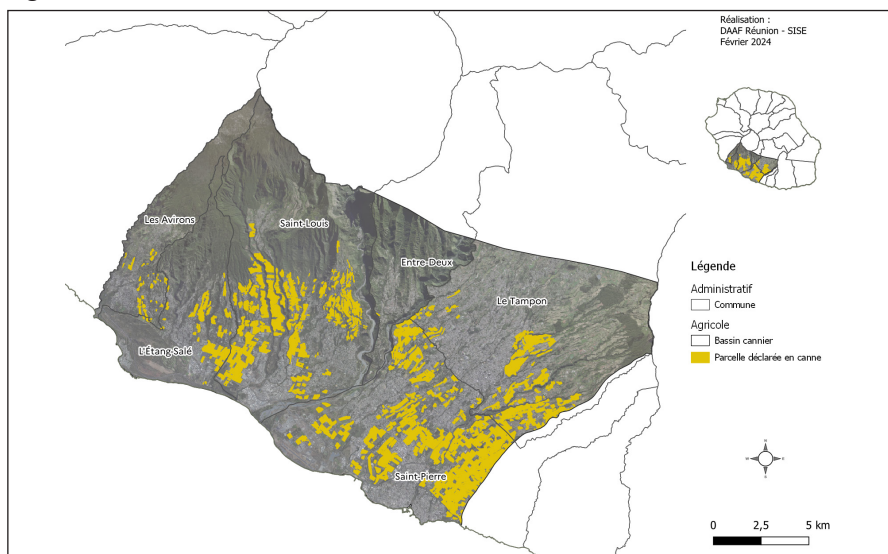 Réalisation :
DAAF Réunion - SISE
Février 2024
Les Avirons
Saint-Louis
Entre-Deux
Le Tampon
L'Étang-Salé
Saint-Pierre
Légende
Administratif
Commune
Agricole
Bassin cannier
Parcelle déclarée en canne
0 2,5 5 km